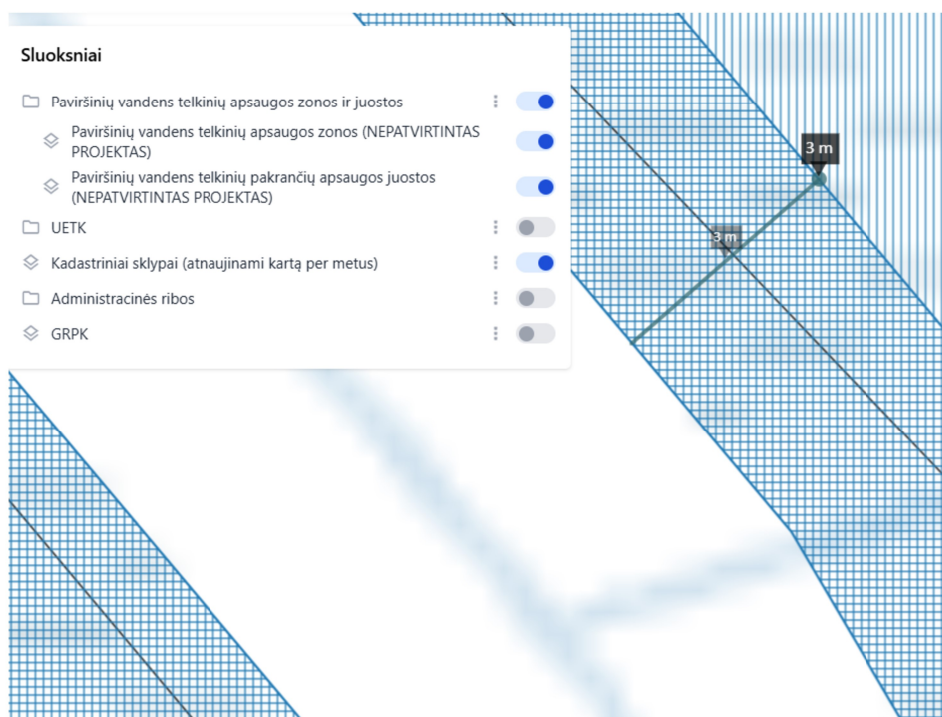 Sluoksniai
Paviršinių vandens telkinių apsaugos zonos ir juostos
Paviršinių vandens telkinių apsaugos zonos (NEPATVIRTINTAS
PROJEKTAS)
Paviršinių vandens telkinių pakrančių apsaugos juostos
(NEPATVIRTINTAS PROJEKTAS)
UETK
Kadastriniai sklypai (atnaujinami kartą per metus)
Administracinės ribos
GRPK
3 m
3 m